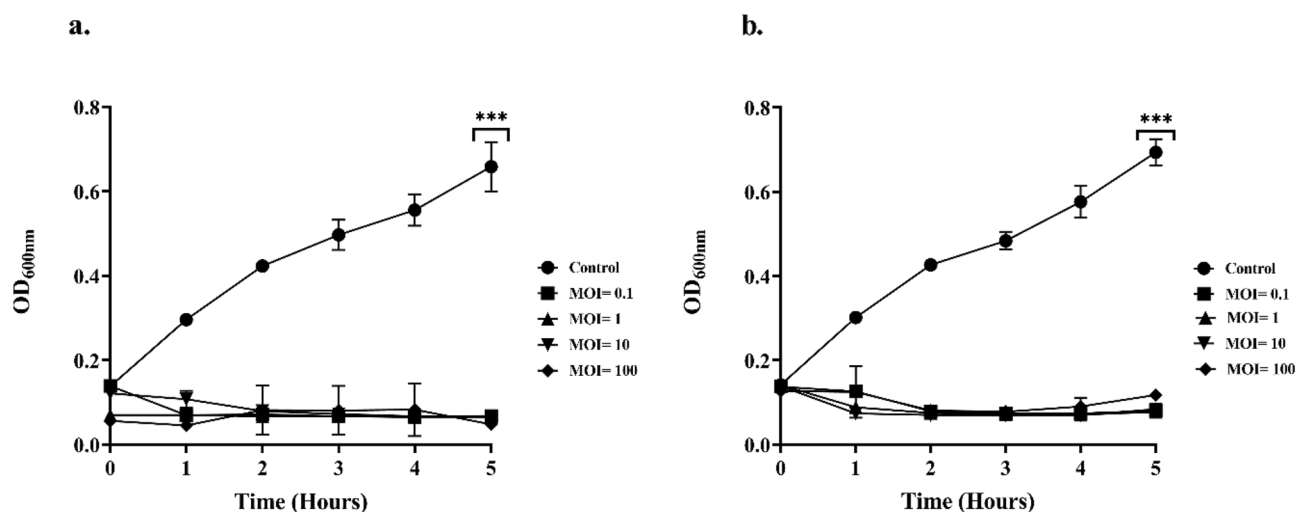 a.
0.8
0.6
0.4
0.2
0.0
OD600nm
0 1 2 3 4 5
Time (Hours)
***
Control
MOI= 0.1
MOI= 1
MOI= 10
MOI= 100
b.
0.8
0.6
0.4
0.2
0.0
OD600nm
0 1 2 3 4 5
Time (Hours)
***
Control
MOI= 0.1
MOI= 1
MOI= 10
MOI= 100